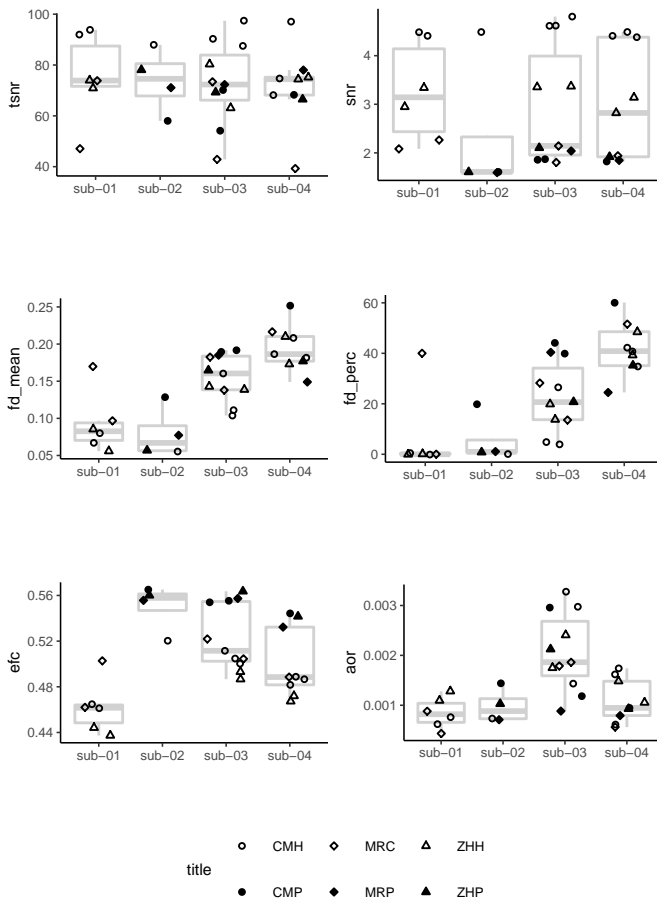 tsnr
100
80
60
40
sub−01 sub−02 sub−03 sub−04
snr
4
3
2
sub−01 sub−02 sub−03 sub−04
fd_mean
0.25
0.20
0.15
0.10
0.05
sub−01 sub−02 sub−03 sub−04
fd_perc
60
40
20
0
sub−01 sub−02 sub−03 sub−04
efc
0.56
0.52
0.48
0.44
sub−01 sub−02 sub−03 sub−04
aor
0.003
0.002
0.001
sub−01 sub−02 sub−03 sub−04
title
CMH MRC ZHH
CMP MRP ZHP